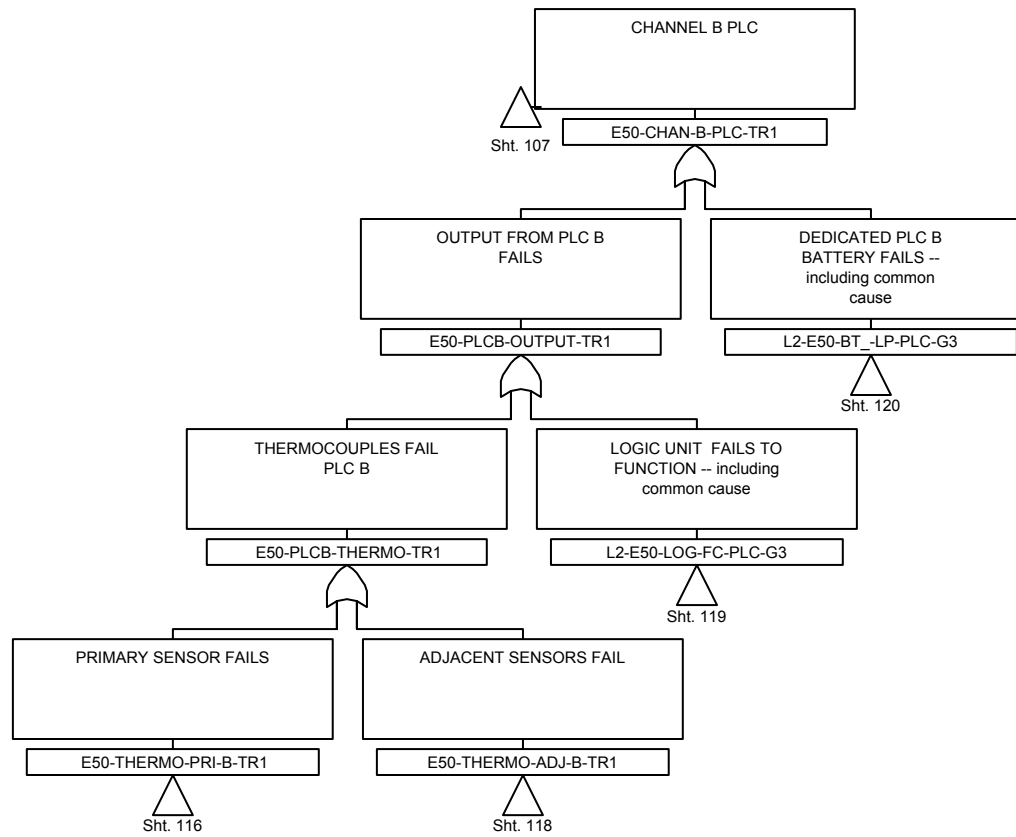 CHANNEL B PLC
Sht. 107
E50-CHAN-B-PLC-TR1
OUTPUT FROM PLC B
FAILS
E50-PLCB-OUTPUT-TR1
DEDICATED PLC B
BATTERY FAILS --
including common
cause
L2-E50-BT_-LP-PLC-G3
Sht. 120
THERMOCOUPLES FAIL
PLC B
E50-PLCB-THERMO-TR1
LOGIC UNIT FAILS TO
FUNCTION -- including
common cause
L2-E50-LOG-FC-PLC-G3
Sht. 119
PRIMARY SENSOR FAILS
E50-THERMO-PRI-B-TR1
Sht. 116
ADJACENT SENSORS FAIL
E50-THERMO-ADJ-B-TR1
Sht. 118